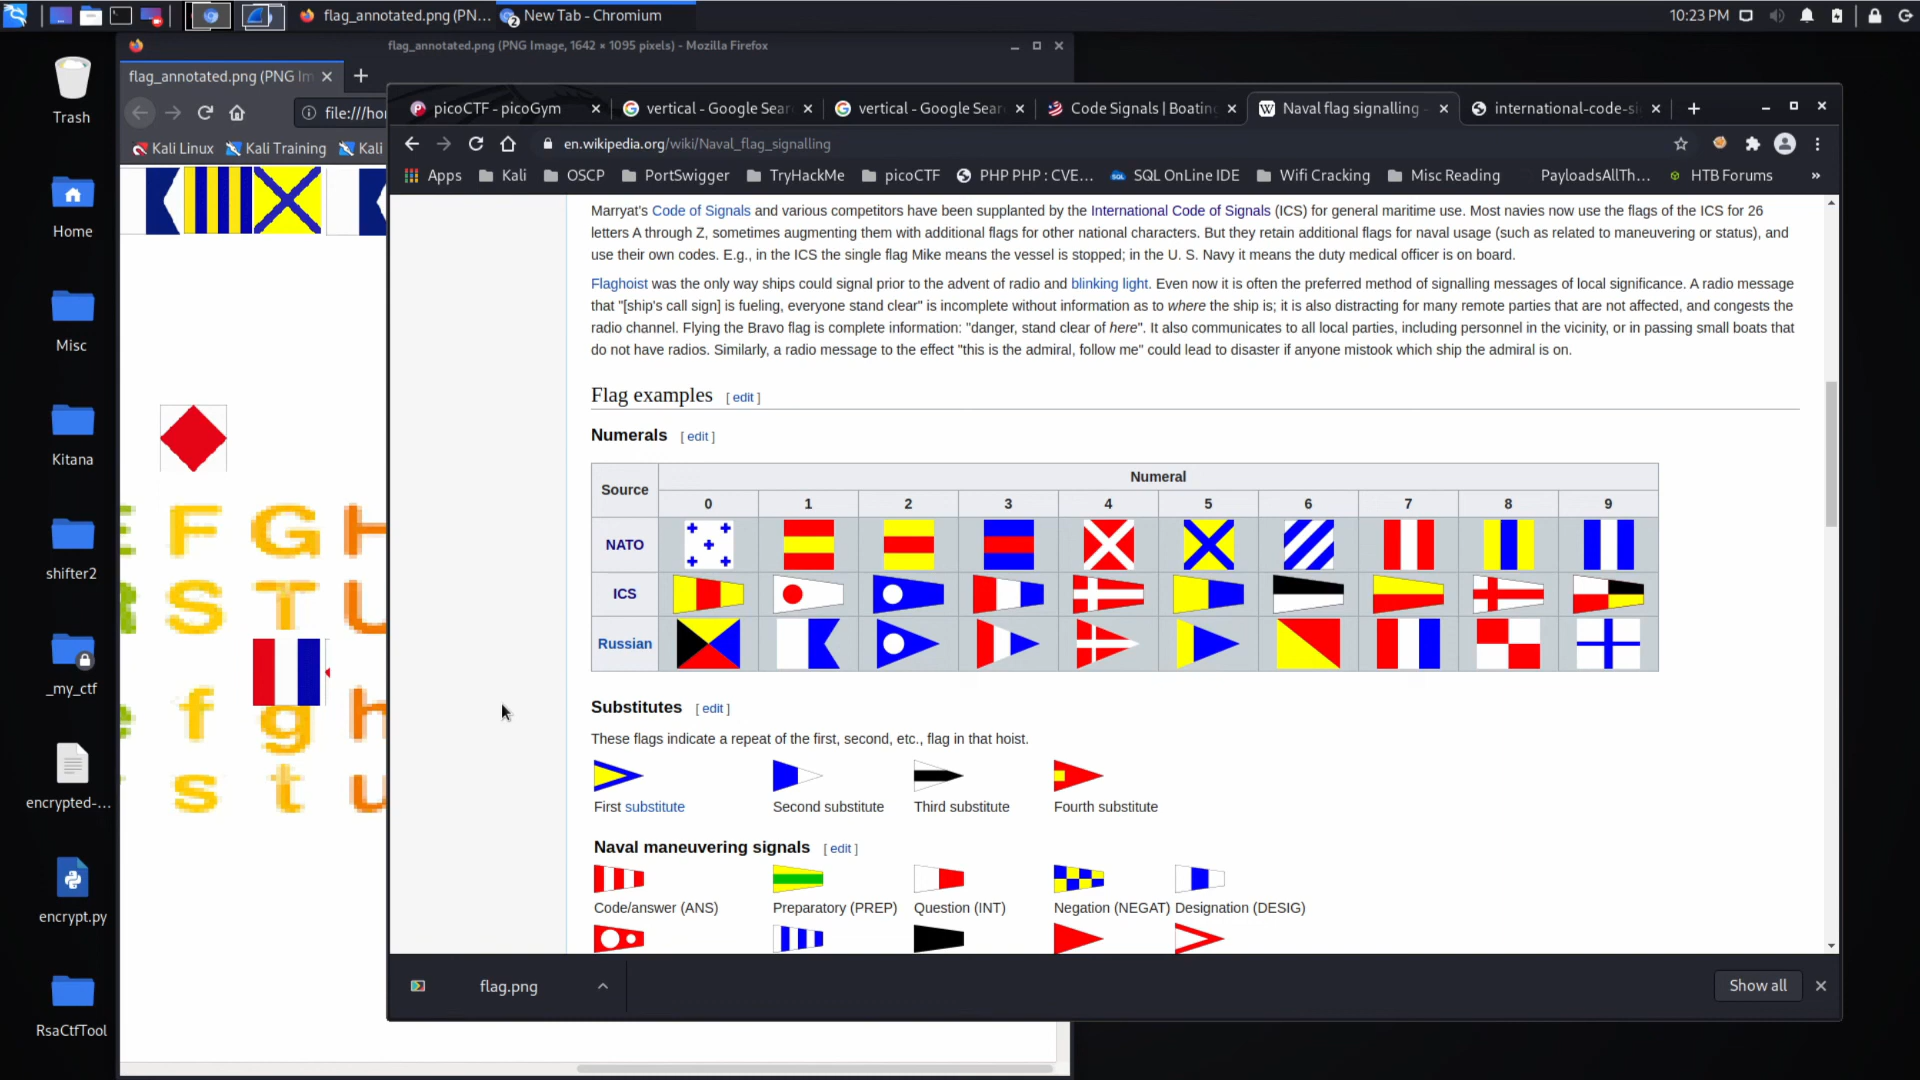 flag_annotated.png (PN...
New Tab - Chromium
10:23 PM
flag_annotated.png (PNG Image, 1642 × 1095 pixels) - Mozilla Firefox
flag_annotated.png (PNG Im
file:///ho
Kali Linux
Kali Training
Kali
Trash
Home
Misc
Kitana
shifter2
_my_ctf
encrypted-...
encrypt.py
RsaCtfTool
F G H
S T U
f g h
s t u
picoCTF - picoGym
vertical - Google Sear
vertical - Google Sear
Code Signals | Boating
Naval flag signalling -
international-code-si
en.wikipedia.org/wiki/Naval_flag_signalling
Apps
Kali
OSCP
PortSwigger
TryHackMe
picoCTF
PHP PHP : CVE...
SQL OnLine IDE
Wifi Cracking
Misc Reading
PayloadsAllTh...
HTB Forums
»
Marryat's Code of Signals and various competitors have been supplanted by the International Code of Signals (ICS) for general maritime use. Most navies now use the flags of the ICS for 26
letters A through Z, sometimes augmenting them with additional flags for other national characters. But they retain additional flags for naval usage (such as related to maneuvering or status), and
use their own codes. E.g., in the ICS the single flag Mike means the vessel is stopped; in the U. S. Navy it means the duty medical officer is on board.
Flaghoist was the only way ships could signal prior to the advent of radio and blinking light. Even now it is often the preferred method of signalling messages of local significance. A radio message
that "[ship's call sign] is fueling, everyone stand clear" is incomplete without information as to where the ship is; it is also distracting for many remote parties that are not affected, and congests the
radio channel. Flying the Bravo flag is complete information: "danger, stand clear of here". It also communicates to all local parties, including personnel in the vicinity, or in passing small boats that
do not have radios. Similarly, a radio message to the effect "this is the admiral, follow me" could lead to disaster if anyone mistook which ship the admiral is on.
Flag examples [ edit ]
Numerals [ edit ]
Source
Numeral
0 1 2 3 4 5 6 7 8 9
NATO
ICS
Russian
Substitutes [ edit ]
These flags indicate a repeat of the first, second, etc., flag in that hoist.
First substitute
Second substitute
Third substitute
Fourth substitute
Naval maneuvering signals [ edit ]
Code/answer (ANS)
Preparatory (PREP)
Question (INT)
Negation (NEGAT)
Designation (DESIG)
flag.png
Show all